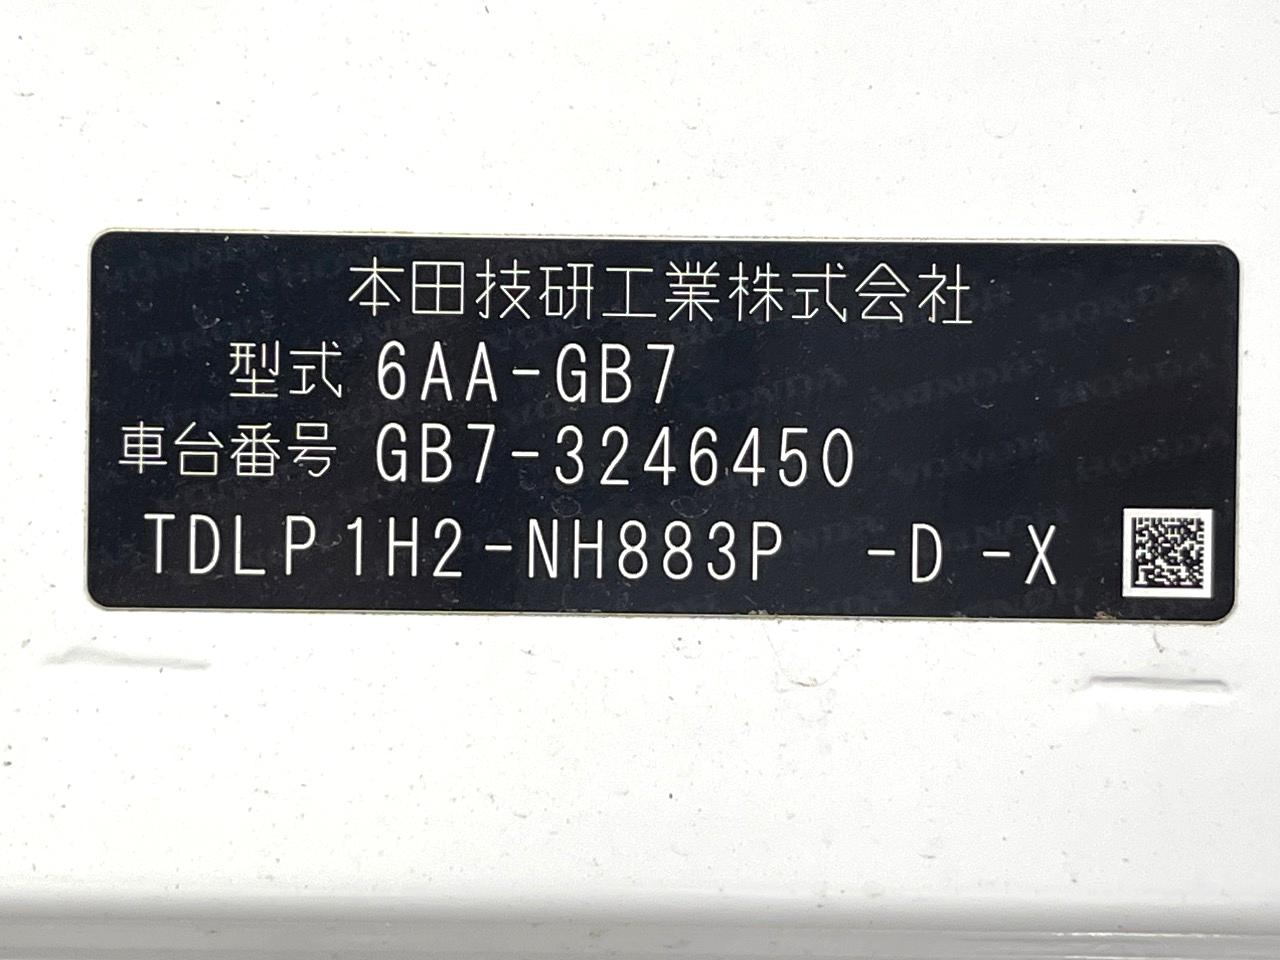 本田技研工業株式会社
型式 6AA-GB7
車台番号 GB7-3246450
TDLP1H2-NH883P -D -X